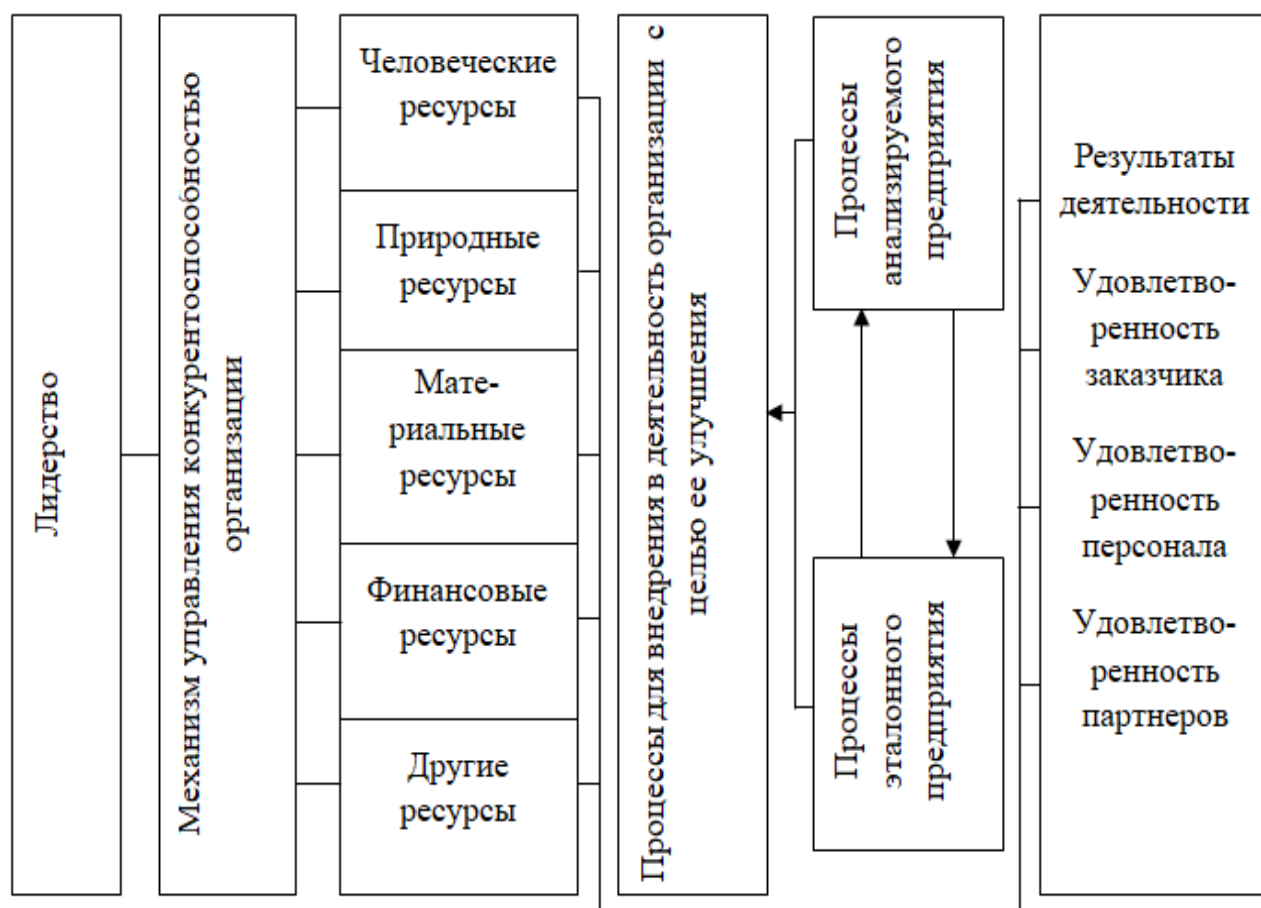 Лидерство
Механизм управления конкурентоспособностью
организации
Человеческие
ресурсы
Природные
ресурсы
Мате-
риальные
ресурсы
Финансовые
ресурсы
Другие
ресурсы
Процессы для внедрения в деятельность организации с
целью ее улучшения
Процессы
анализируемого
предприятия
Процессы
эталонного
предприятия
Результаты
деятельности
Удовлетво-
ренность
заказчика
Удовлетво-
ренность
персонала
Удовлетво-
ренность
партнеров